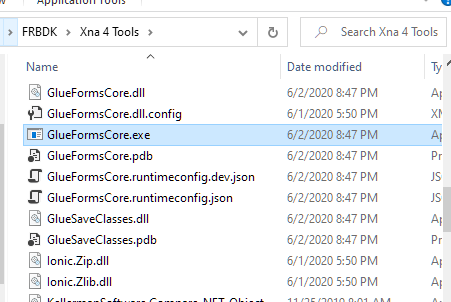 Application Tools
FRBDK > Xna 4 Tools
Search Xna 4 Tools
Name Date modified Ty
GlueFormsCore.dll 6/2/2020 8:47 PM Ap
GlueFormsCore.dll.config 6/1/2020 5:50 PM XM
GlueFormsCore.exe 6/2/2020 8:47 PM Ap
GlueFormsCore.pdb 6/2/2020 8:47 PM Pr
GlueFormsCore.runtimeconfig.dev.json 6/2/2020 8:47 PM JS
GlueFormsCore.runtimeconfig.json 6/2/2020 8:47 PM JS
GlueSaveClasses.dll 6/2/2020 8:47 PM Ap
GlueSaveClasses.pdb 6/2/2020 8:47 PM Pr
Ionic.Zip.dll 6/1/2020 5:50 PM Ap
Ionic.Zlib.dll 6/1/2020 5:50 PM Ap